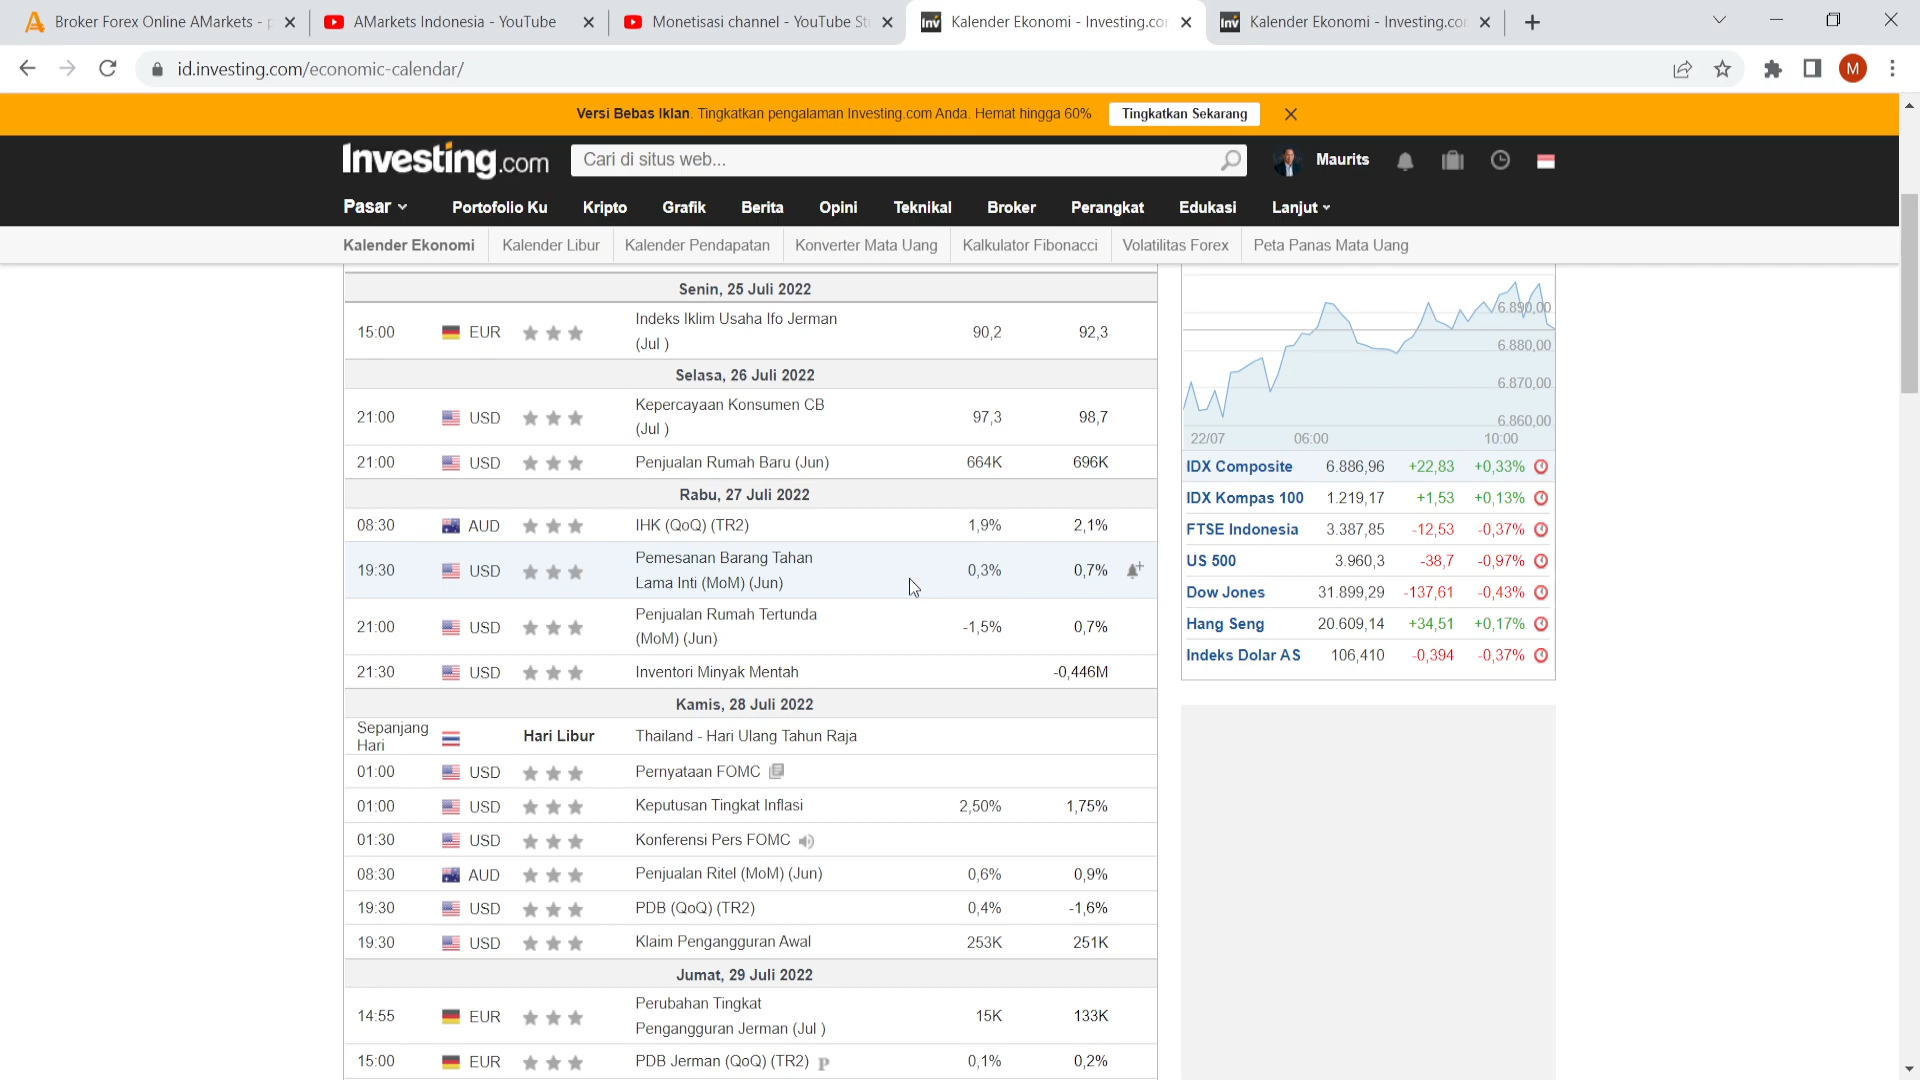 Broker Forex Online AMarkets - p
AMarkets Indonesia - YouTube
Monetisasi channel - YouTube St
Kalender Ekonomi - Investing.com
Kalender Ekonomi - Investing.com
id.investing.com/economic-calendar/
M
Versi Bebas Iklan. Tingkatkan pengalaman Investing.com Anda. Hemat hingga 60% Tingkatkan Sekarang
Investing.com
Cari di situs web...
Maurits
Pasar Portofolio Ku Kripto Grafik Berita Opini Teknikal Broker Perangkat Edukasi Lanjut
Kalender Ekonomi Kalender Libur Kalender Pendapatan Konverter Mata Uang Kalkulator Fibonacci Volatilitas Forex Peta Panas Mata Uang
Senin, 25 Juli 2022
15:00 EUR Indeks Iklim Usaha Ifo Jerman
(Jul ) 90,2 92,3
Selasa, 26 Juli 2022
21:00 USD Kepercayaan Konsumen CB
(Jul ) 97,3 98,7
21:00 USD Penjualan Rumah Baru (Jun) 664K 696K
Rabu, 27 Juli 2022
08:30 AUD IHK (QoQ) (TR2) 1,9% 2,1%
19:30 USD Pemesanan Barang Tahan
Lama Inti (MoM) (Jun) 0,3% 0,7%
21:00 USD Penjualan Rumah Tertunda
(MoM) (Jun) -1,5% 0,7%
21:30 USD Inventori Minyak Mentah -0,446M
Kamis, 28 Juli 2022
Sepanjang
Hari Hari Libur Thailand - Hari Ulang Tahun Raja
01:00 USD Pernyataan FOMC
01:00 USD Keputusan Tingkat Inflasi 2,50% 1,75%
01:30 USD Konferensi Pers FOMC
08:30 AUD Penjualan Ritel (MoM) (Jun) 0,6% 0,9%
19:30 USD PDB (QoQ) (TR2) 0,4% -1,6%
19:30 USD Klaim Pengangguran Awal 253K 251K
Jumat, 29 Juli 2022
14:55 EUR Perubahan Tingkat
Pengangguran Jerman (Jul ) 15K 133K
15:00 EUR PDB Jerman (QoQ) (TR2) P 0,1% 0,2%
6.890,00
6.880,00
6.870,00
6.860,00
22/07 06:00 10:00
IDX Composite 6.886,96 +22,83 +0,33%
IDX Kompas 100 1.219,17 +1,53 +0,13%
FTSE Indonesia 3.387,85 -12,53 -0,37%
US 500 3.960,3 -38,7 -0,97%
Dow Jones 31.899,29 -137,61 -0,43%
Hang Seng 20.609,14 +34,51 +0,17%
Indeks Dolar AS 106,410 -0,394 -0,37%